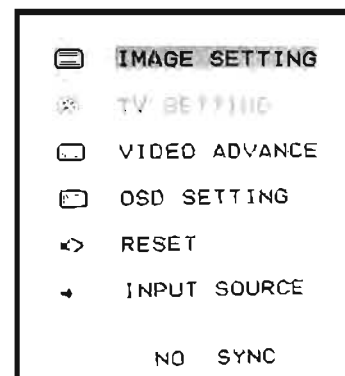 IMAGE SETTING
TV SETTING
VIDEO ADVANCE
OSD SETTING
RESET
INPUT SOURCE
NO SYNC